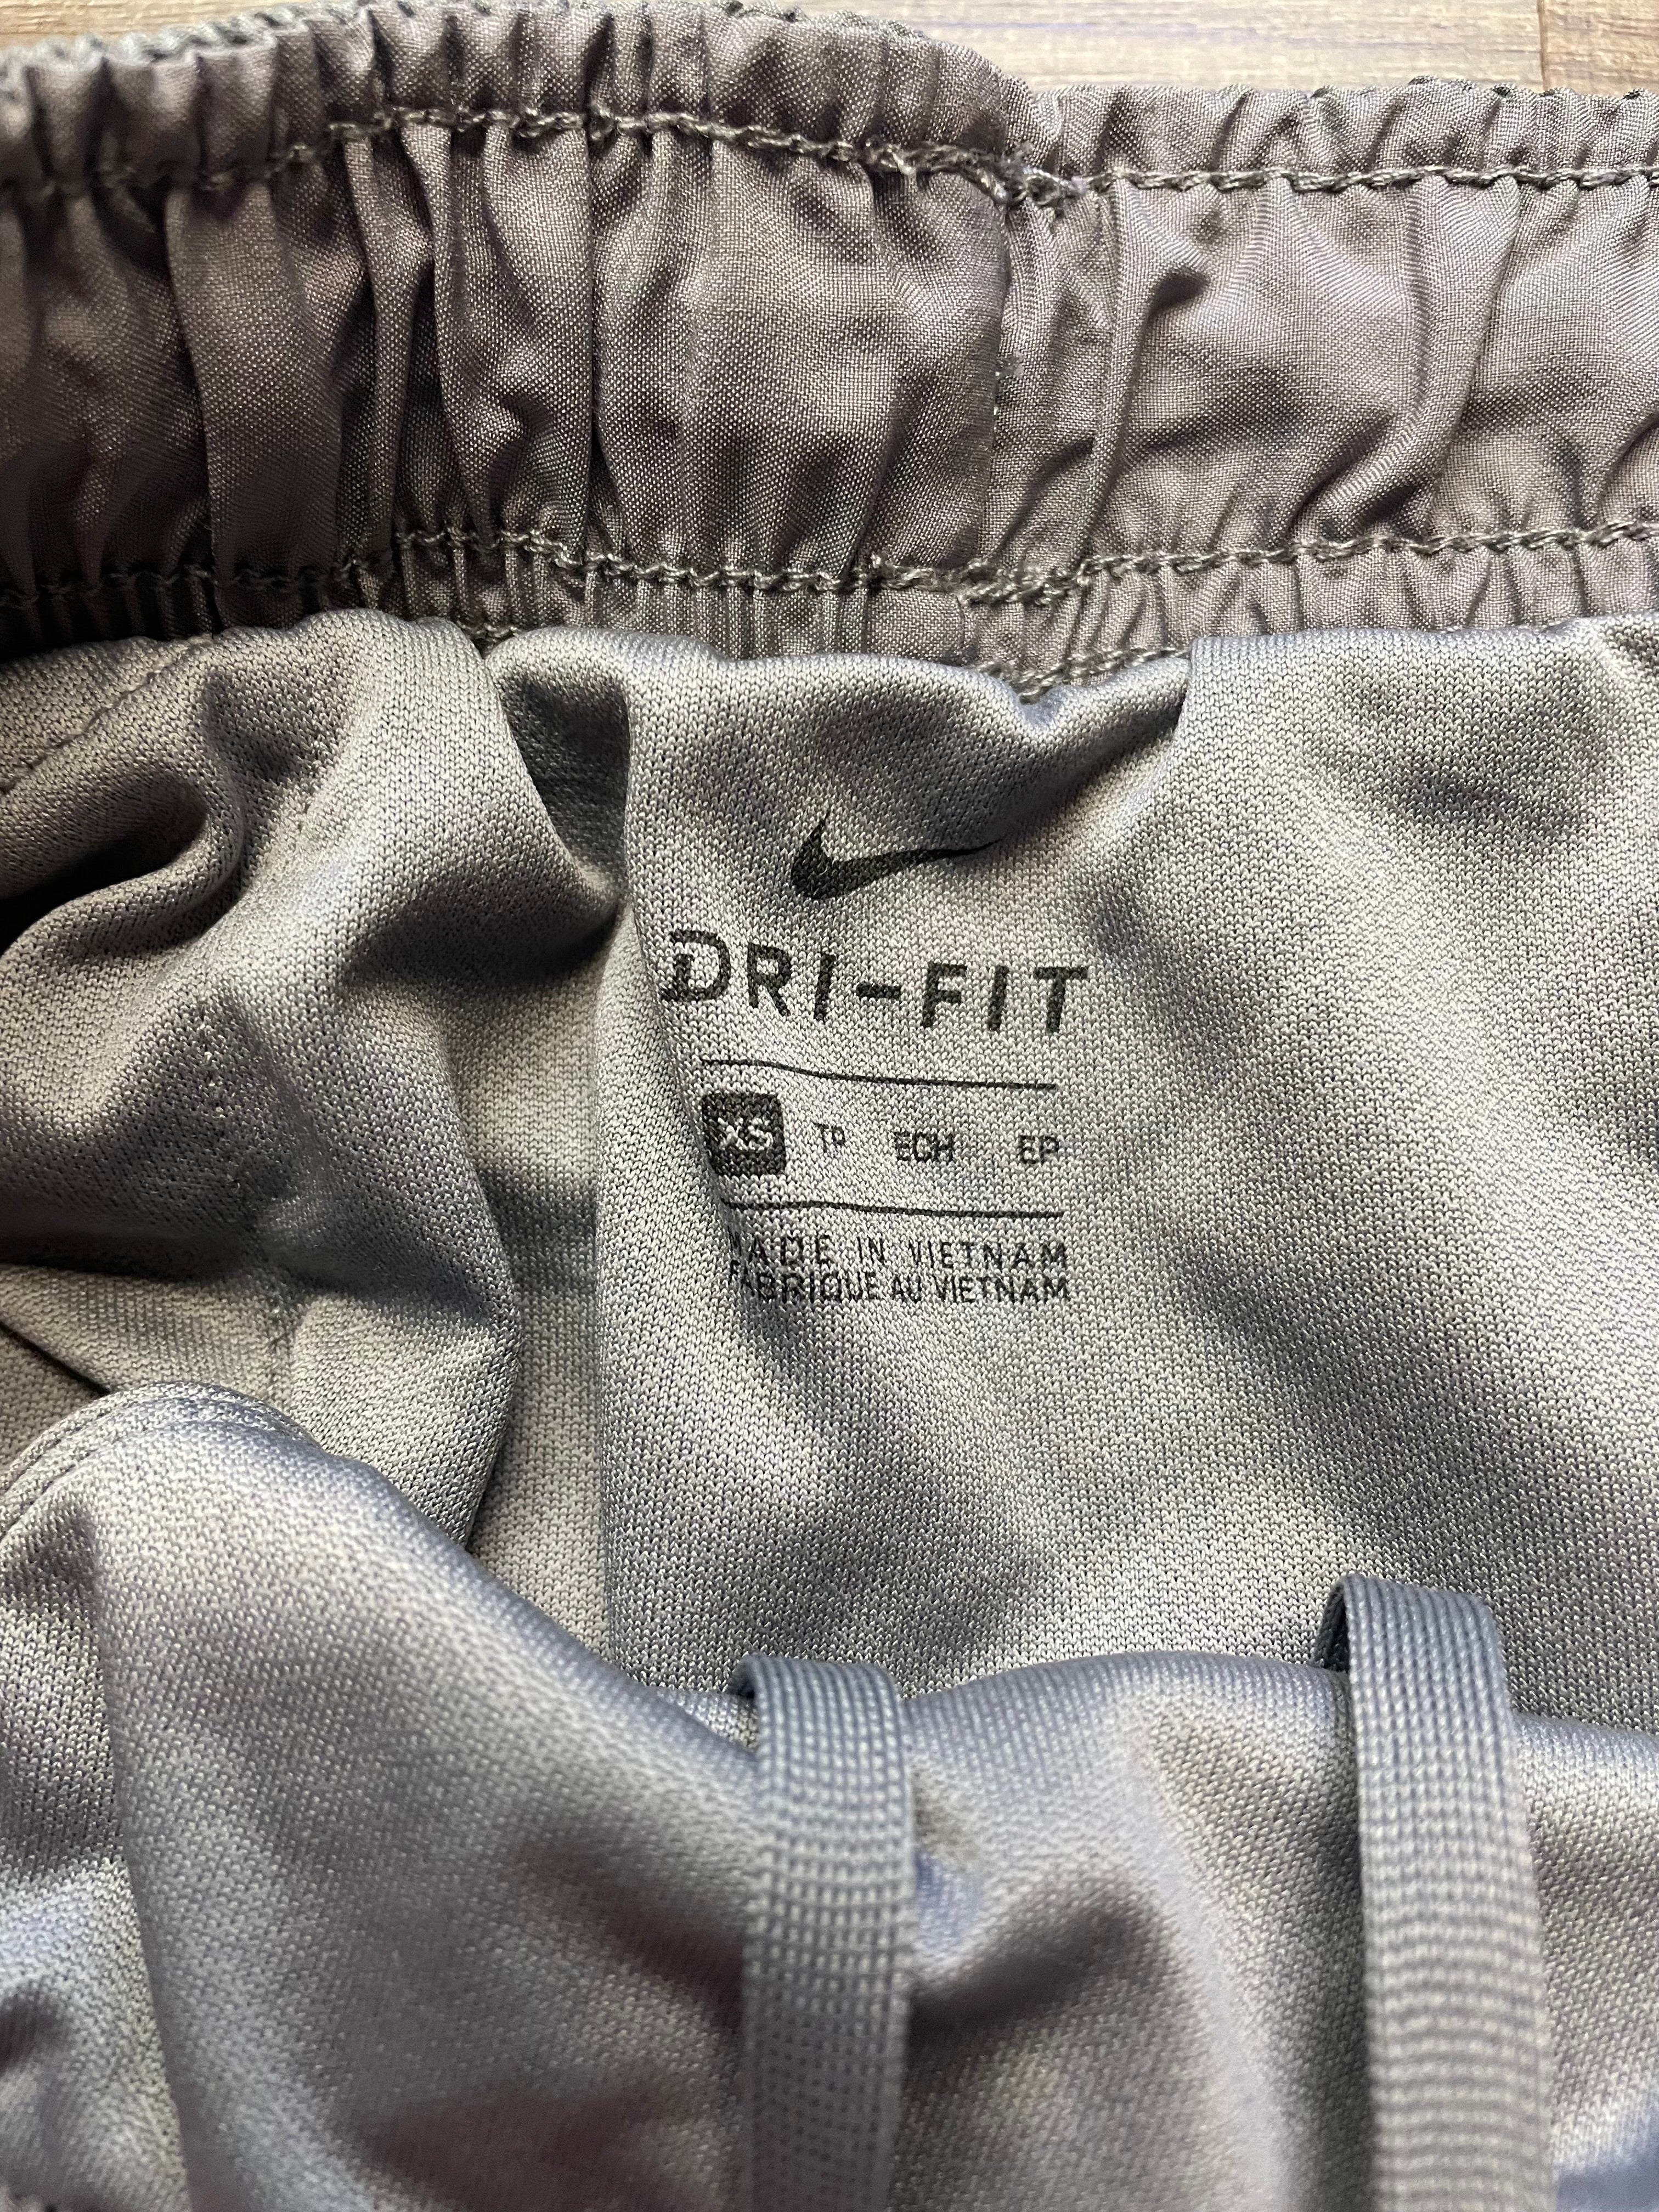 DRI-FIT
XS TP ECH EP
MADE IN VIETNAM
FABRIQUE AU VIETNAM